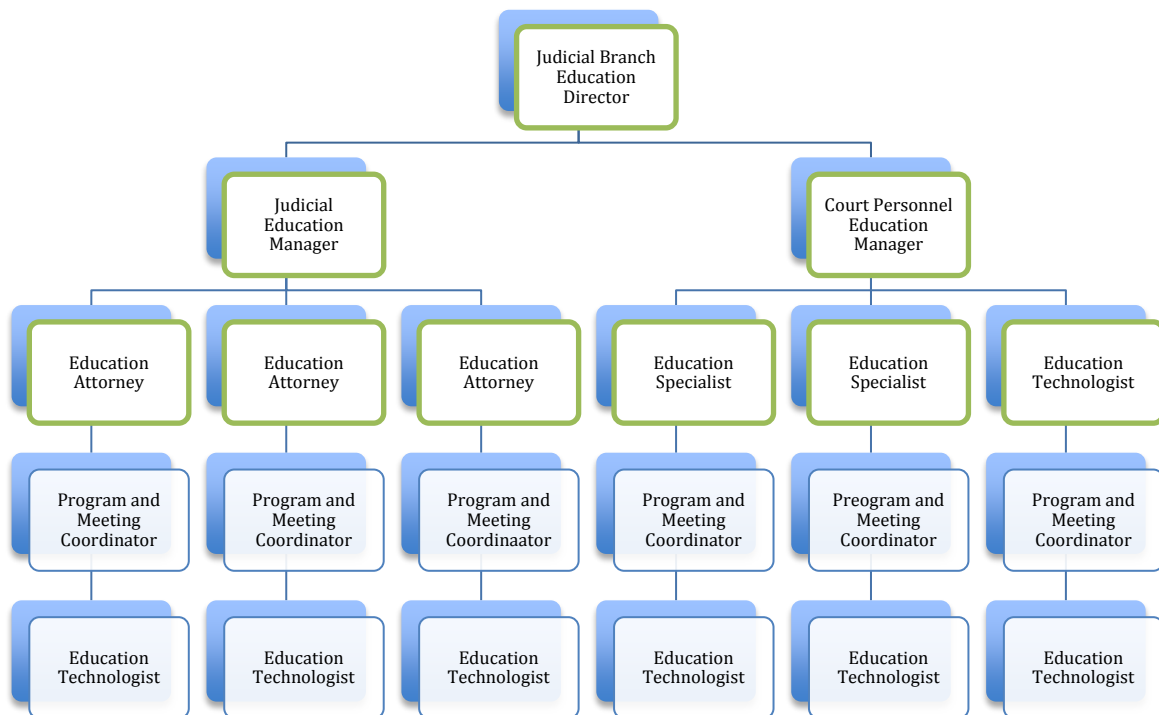 Judicial Branch
Education
Director
Judicial
Education
Manager
Court Personnel
Education
Manager
Education
Attorney
Education
Attorney
Education
Attorney
Education
Specialist
Education
Specialist
Education
Technologist
Program and
Meeting
Coordinator
Program and
Meeting
Coordinator
Program and
Meeting
Coordinaator
Program and
Meeting
Coordinator
Preogram and
Meeting
Coordinator
Program and
Meeting
Coordinator
Education
Technologist
Education
Technologist
Education
Technologist
Education
Technologist
Education
Technologist
Education
Technologist